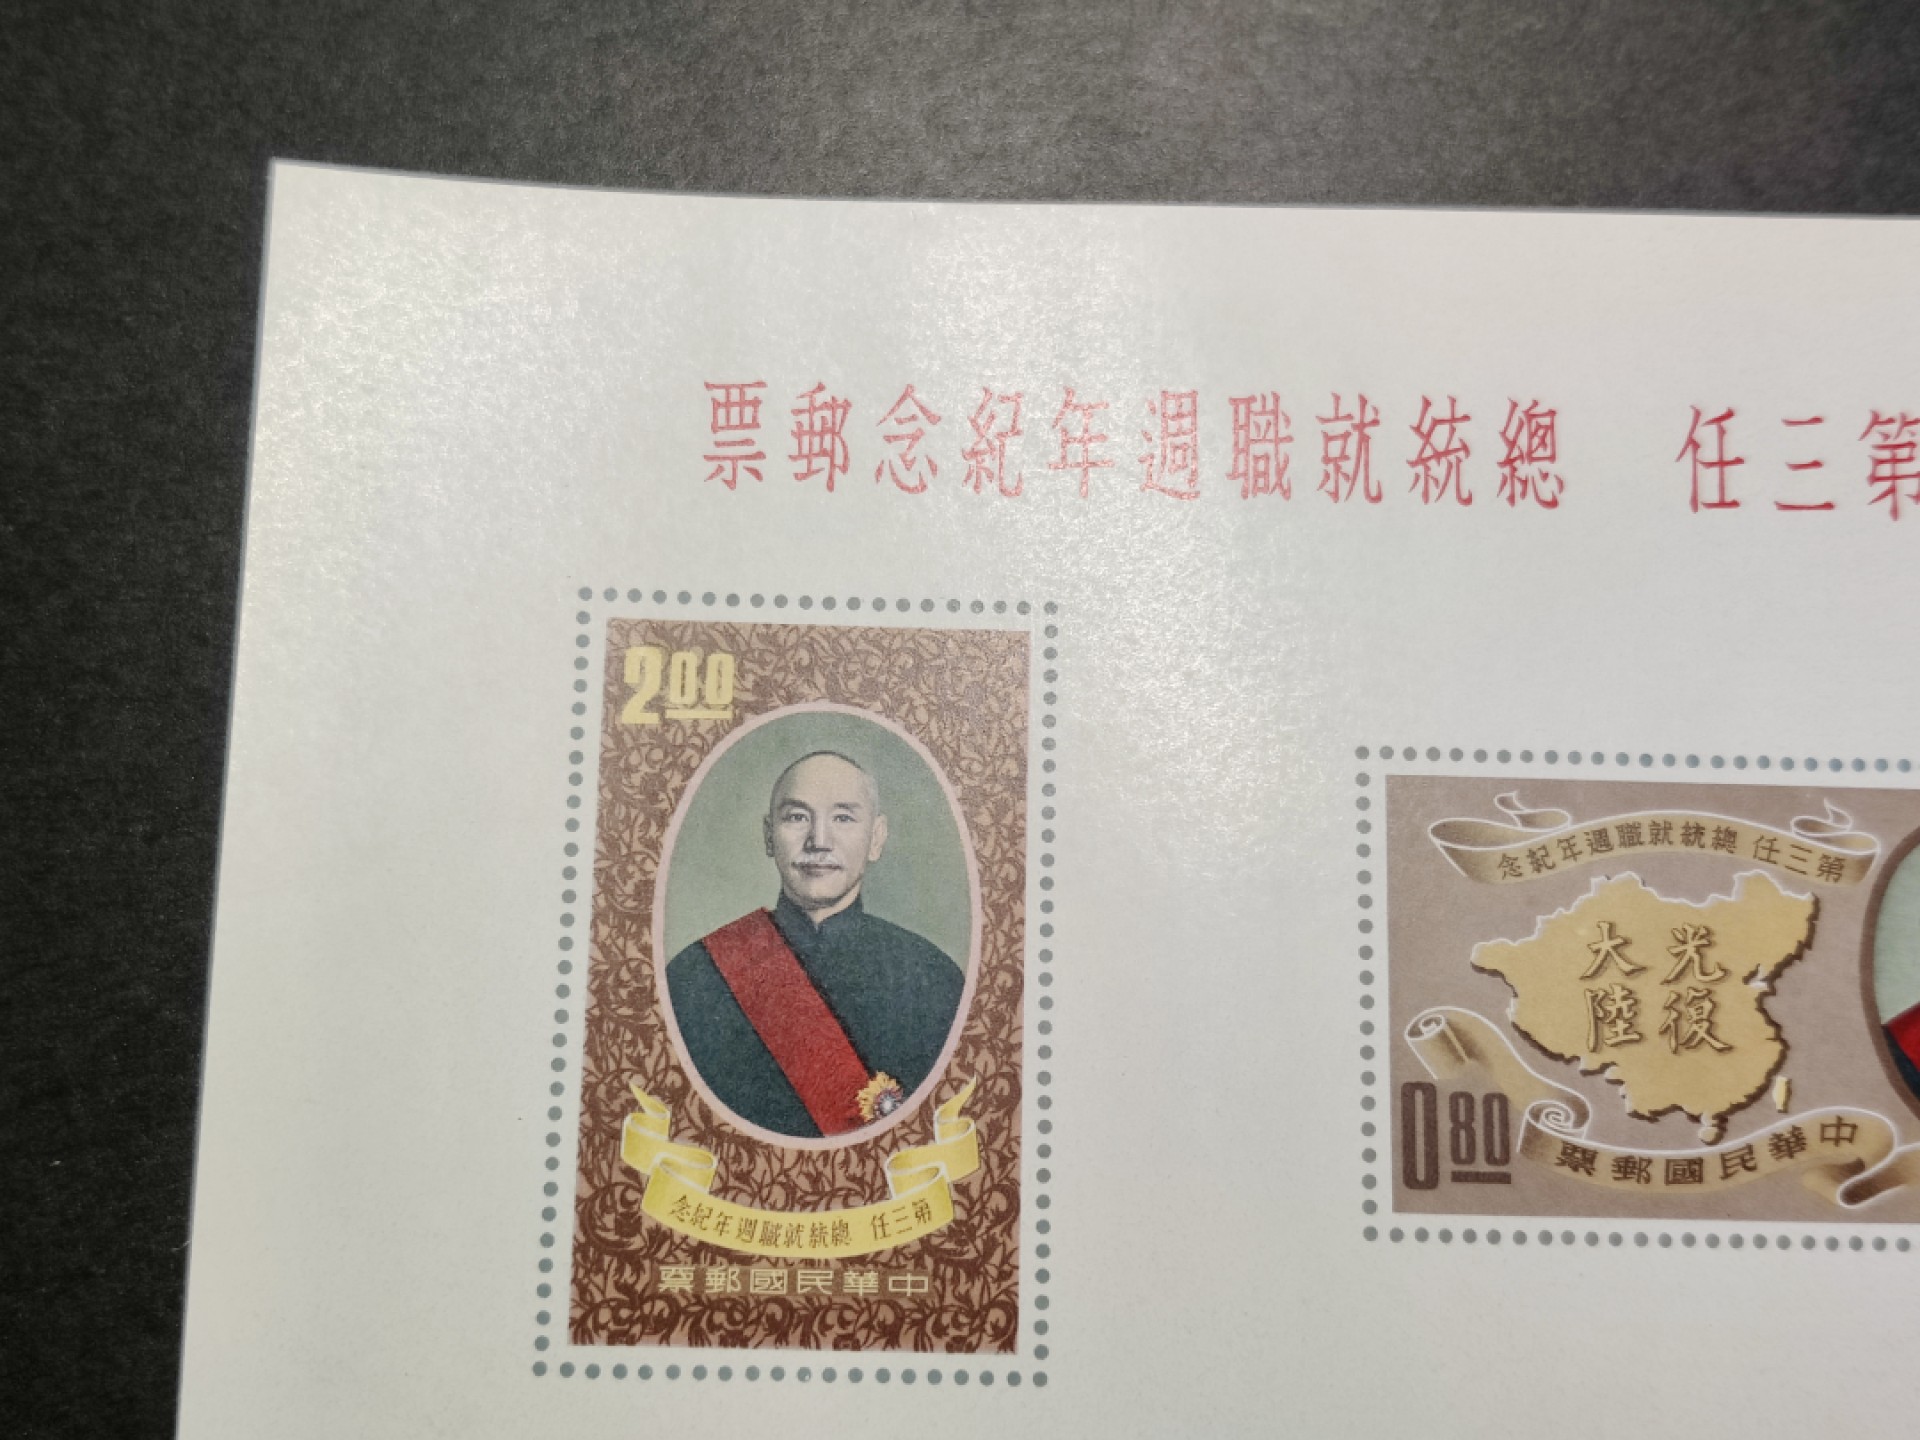 第三任 總統就職週年紀念郵票
2.00
第三任 總統就職週年紀念
中華民國郵票
第三任 總統就職週年紀念
光復
大陸
0.80
中華民國郵票